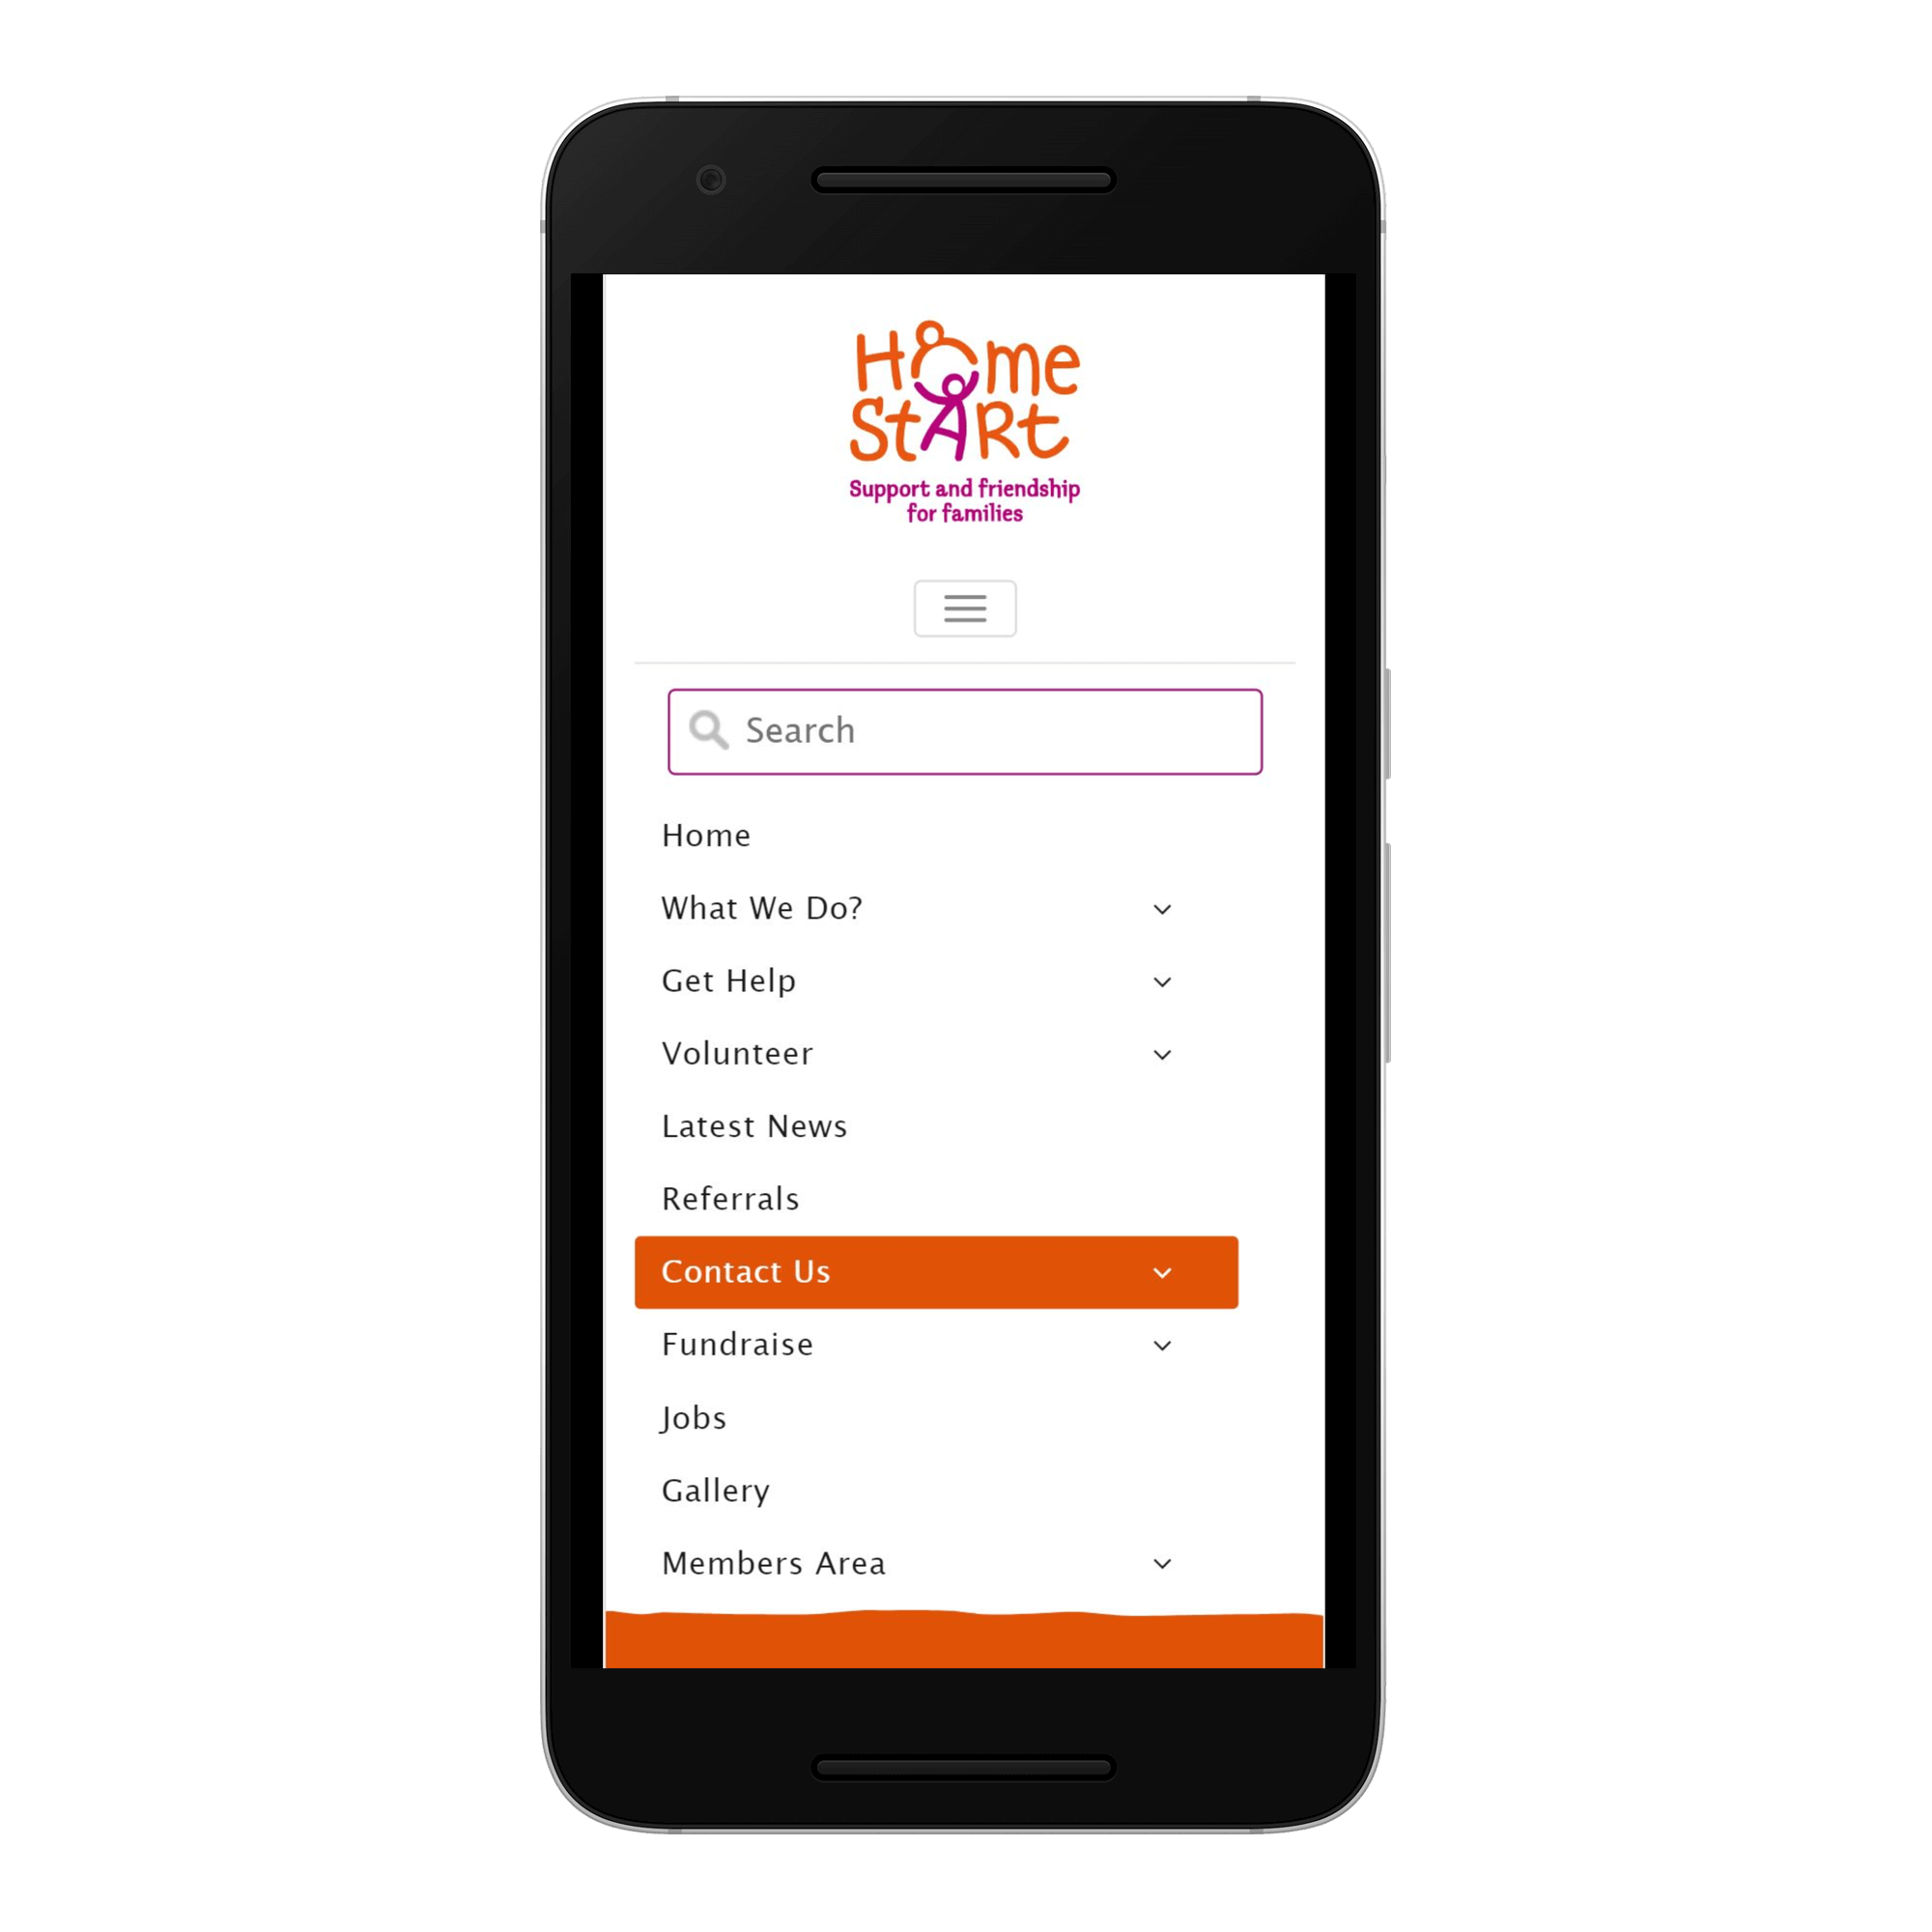 Home
Start
Support and friendship
for families
Search
Home
What We Do?
Get Help
Volunteer
Latest News
Referrals
Contact Us
Fundraise
Jobs
Gallery
Members Area